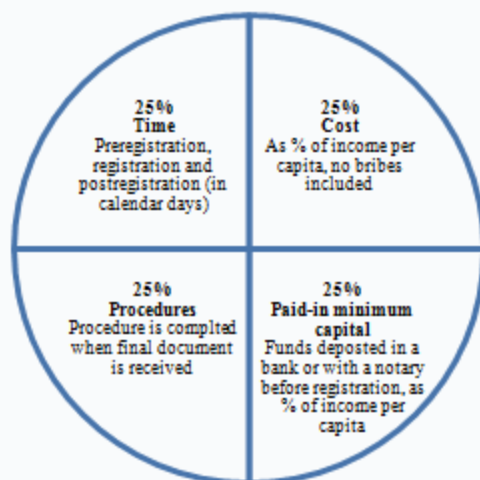 25%
Time
Preregistration,
registration and
postregistration (in
calendar days)
25%
Cost
As % of income per
capita, no bribes
included
25%
Procedures
Procedure is complted
when final document
is received
25%
Paid-in minimum
capital
Funds deposted in a
bank or with a notary
before registration, as
% of income per
capita